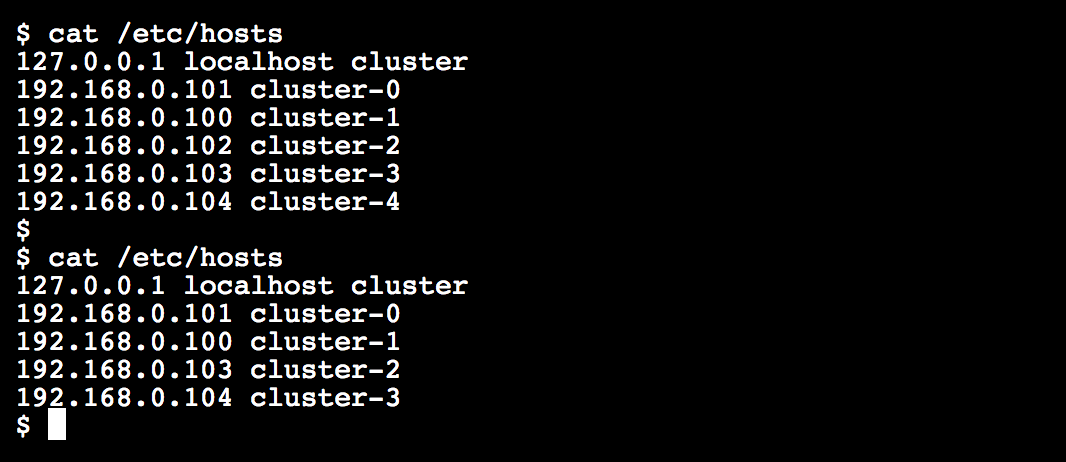 $ cat /etc/hosts
127.0.0.1 localhost cluster
192.168.0.101 cluster-0
192.168.0.100 cluster-1
192.168.0.102 cluster-2
192.168.0.103 cluster-3
192.168.0.104 cluster-4
$
$ cat /etc/hosts
127.0.0.1 localhost cluster
192.168.0.101 cluster-0
192.168.0.100 cluster-1
192.168.0.103 cluster-2
192.168.0.104 cluster-3
$